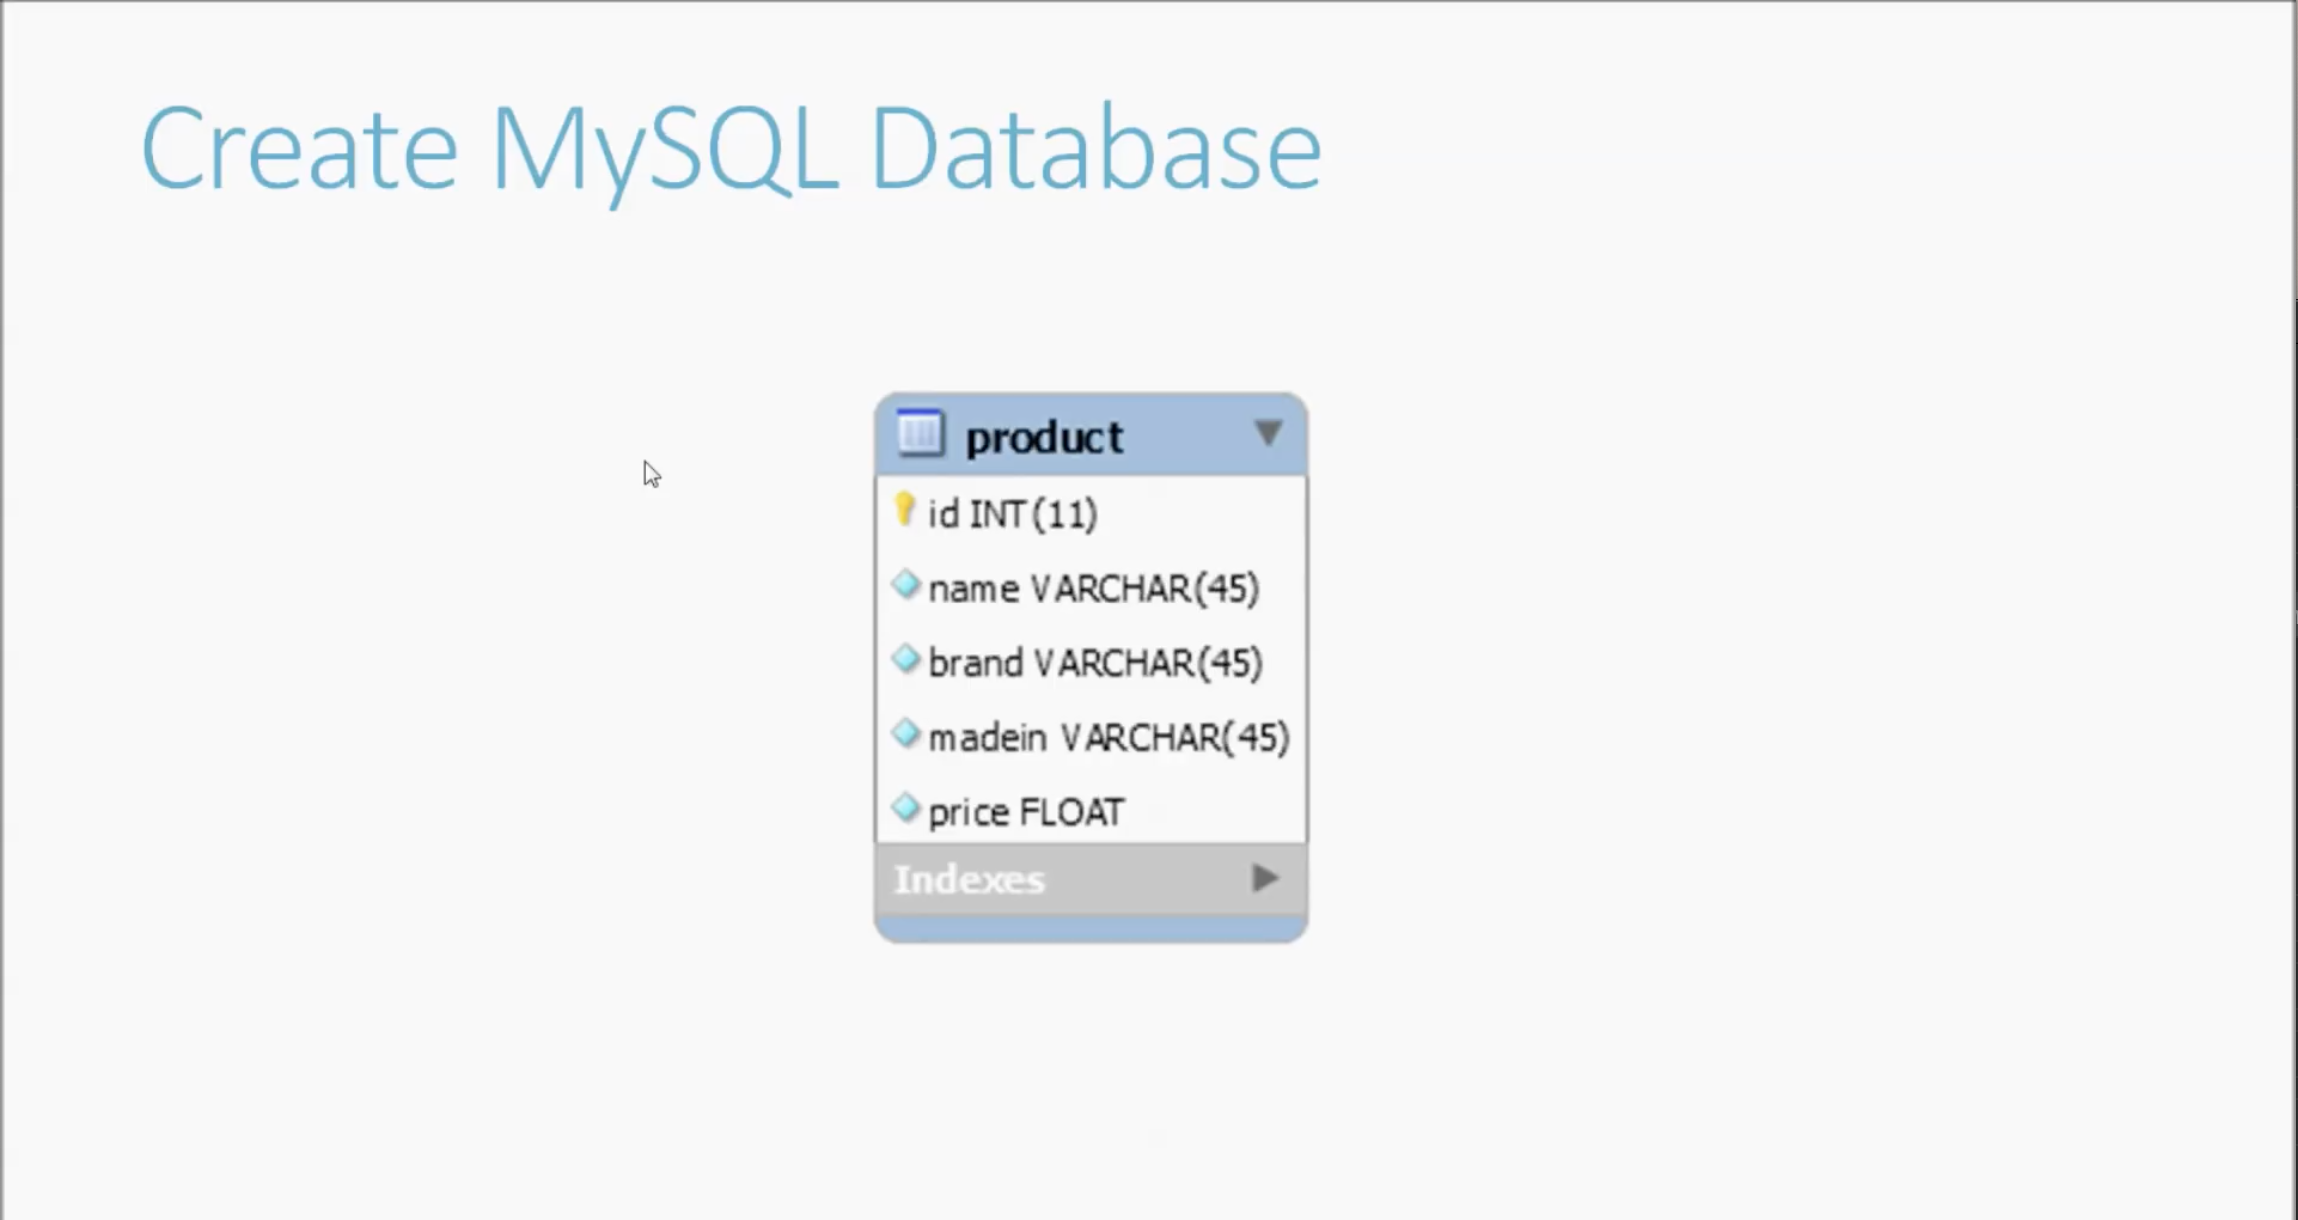 Create MySQL Database
product
id INT(11)
name VARCHAR(45)
brand VARCHAR(45)
madein VARCHAR(45)
price FLOAT
Indexes